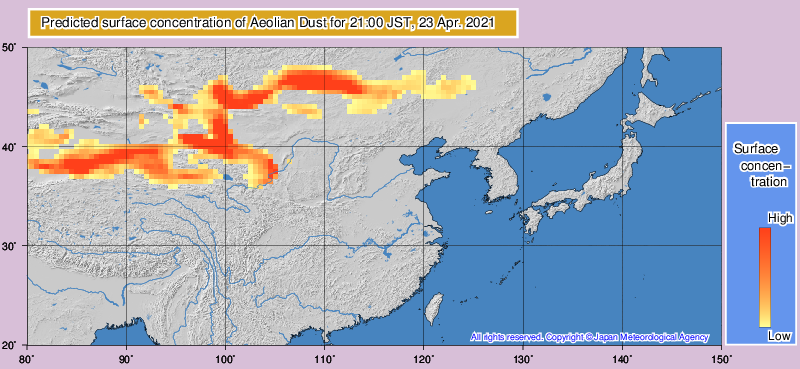 Predicted surface concentration of Aeolian Dust for 21:00 JST, 23 Apr. 2021
50°
40°
30°
20°
80°
90°
100°
110°
120°
130°
140°
150°
Surface
concen-
tration
High
Low
All rights reserved. Copyright © Japan Meteorological Agency